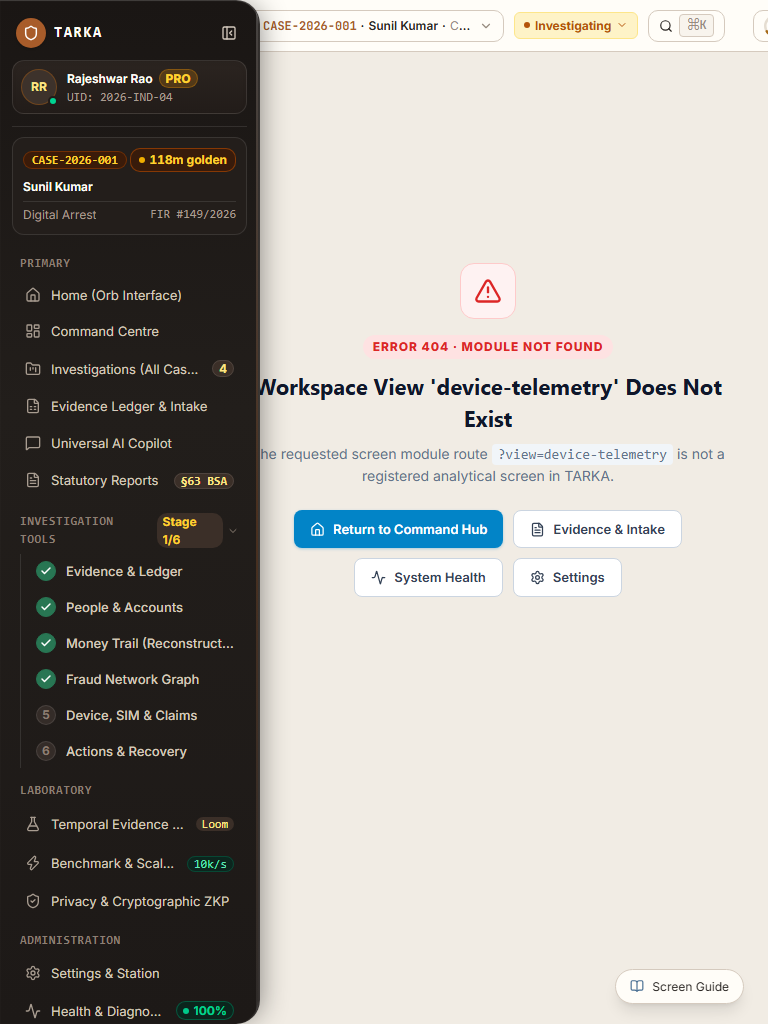 TARKA
RR
Rajeshwar Rao PRO
UID: 2026-IND-04
CASE-2026-001 118m golden
Sunil Kumar
Digital Arrest FIR #149/2026
PRIMARY
Home (Orb Interface)
Command Centre
Investigations (All Cas... 4
Evidence Ledger & Intake
Universal AI Copilot
Statutory Reports §63 BSA
INVESTIGATION TOOLS
Stage 1/6
Evidence & Ledger
People & Accounts
Money Trail (Reconstruct...
Fraud Network Graph
5 Device, SIM & Claims
6 Actions & Recovery
LABORATORY
Temporal Evidence ... Loom
Benchmark & Scal... 10k/s
Privacy & Cryptographic ZKP
ADMINISTRATION
Settings & Station
Health & Diagno... 100%
CASE-2026-001 · Sunil Kumar · C...
Investigating
⌘K
ERROR 404 · MODULE NOT FOUND
Workspace View 'device-telemetry' Does Not
Exist
he requested screen module route ?view=device-telemetry is not a
registered analytical screen in TARKA.
Return to Command Hub
Evidence & Intake
System Health
Settings
Screen Guide